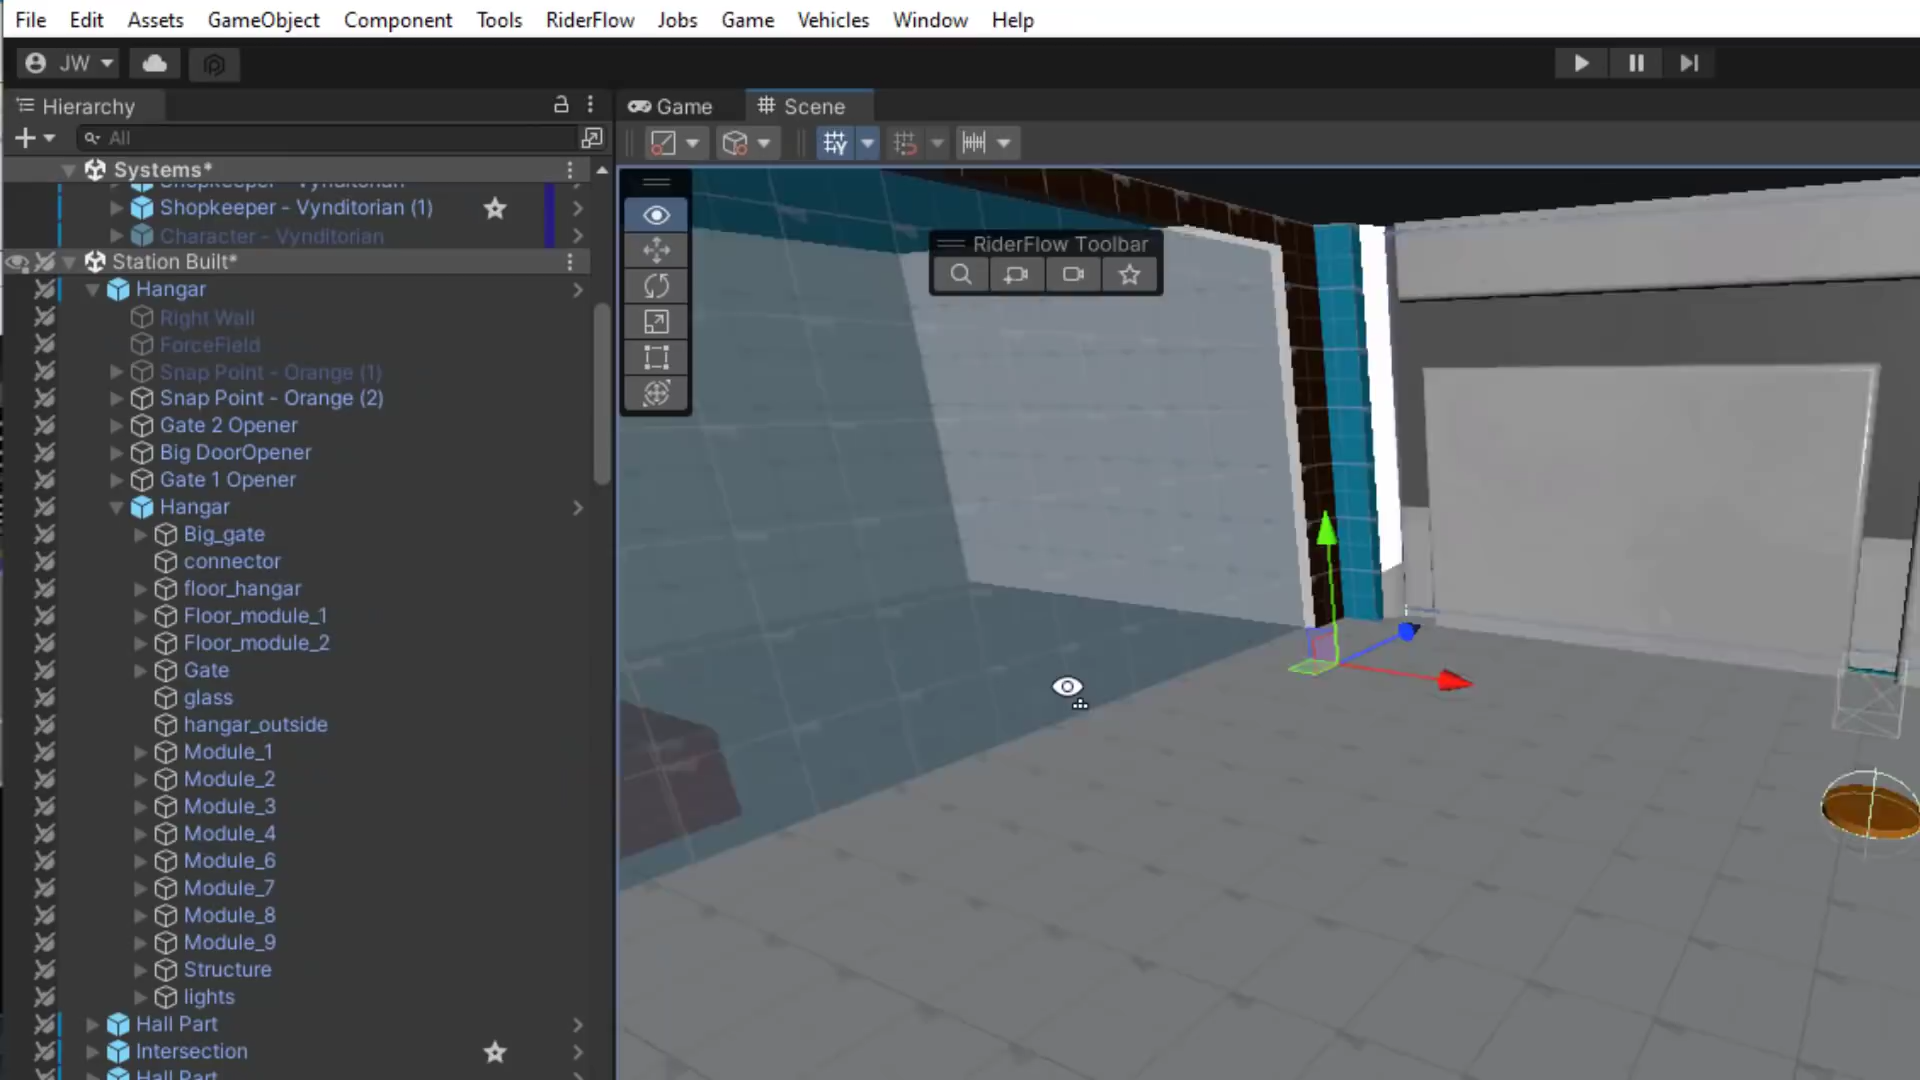 File Edit Assets GameObject Component Tools RiderFlow Jobs Game Vehicles Window Help
JW
Hierarchy
Game
Scene
All
Systems*
Shopkeeper - Vynditorian
Shopkeeper - Vynditorian (1)
Character - Vynditorian
Station Built*
Hangar
Right Wall
ForceField
Snap Point - Orange (1)
Snap Point - Orange (2)
Gate 2 Opener
Big DoorOpener
Gate 1 Opener
Hangar
Big_gate
connector
floor_hangar
Floor_module_1
Floor_module_2
Gate
glass
hangar_outside
Module_1
Module_2
Module_3
Module_4
Module_6
Module_7
Module_8
Module_9
Structure
lights
Hall Part
Intersection
Hall Part
RiderFlow Toolbar